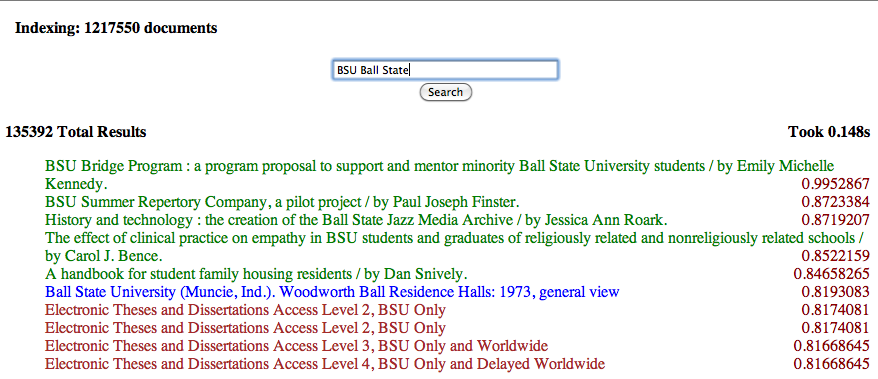 Indexing: 1217550 documents
BSU Ball State
Search
135392 Total Results Took 0.148s
BSU Bridge Program : a program proposal to support and mentor minority Ball State University students / by Emily Michelle
Kennedy. 0.9952867
BSU Summer Repertory Company, a pilot project / by Paul Joseph Finster. 0.8723384
History and technology : the creation of the Ball State Jazz Media Archive / by Jessica Ann Roark. 0.8719207
The effect of clinical practice on empathy in BSU students and graduates of religiously related and nonreligiously related schools /
by Carol J. Bence. 0.8522159
A handbook for student family housing residents / by Dan Snively. 0.84658265
Ball State University (Muncie, Ind.). Woodworth Ball Residence Halls: 1973, general view 0.8193083
Electronic Theses and Dissertations Access Level 2, BSU Only 0.8174081
Electronic Theses and Dissertations Access Level 2, BSU Only 0.8174081
Electronic Theses and Dissertations Access Level 3, BSU Only and Worldwide 0.81668645
Electronic Theses and Dissertations Access Level 4, BSU Only and Delayed Worldwide 0.81668645